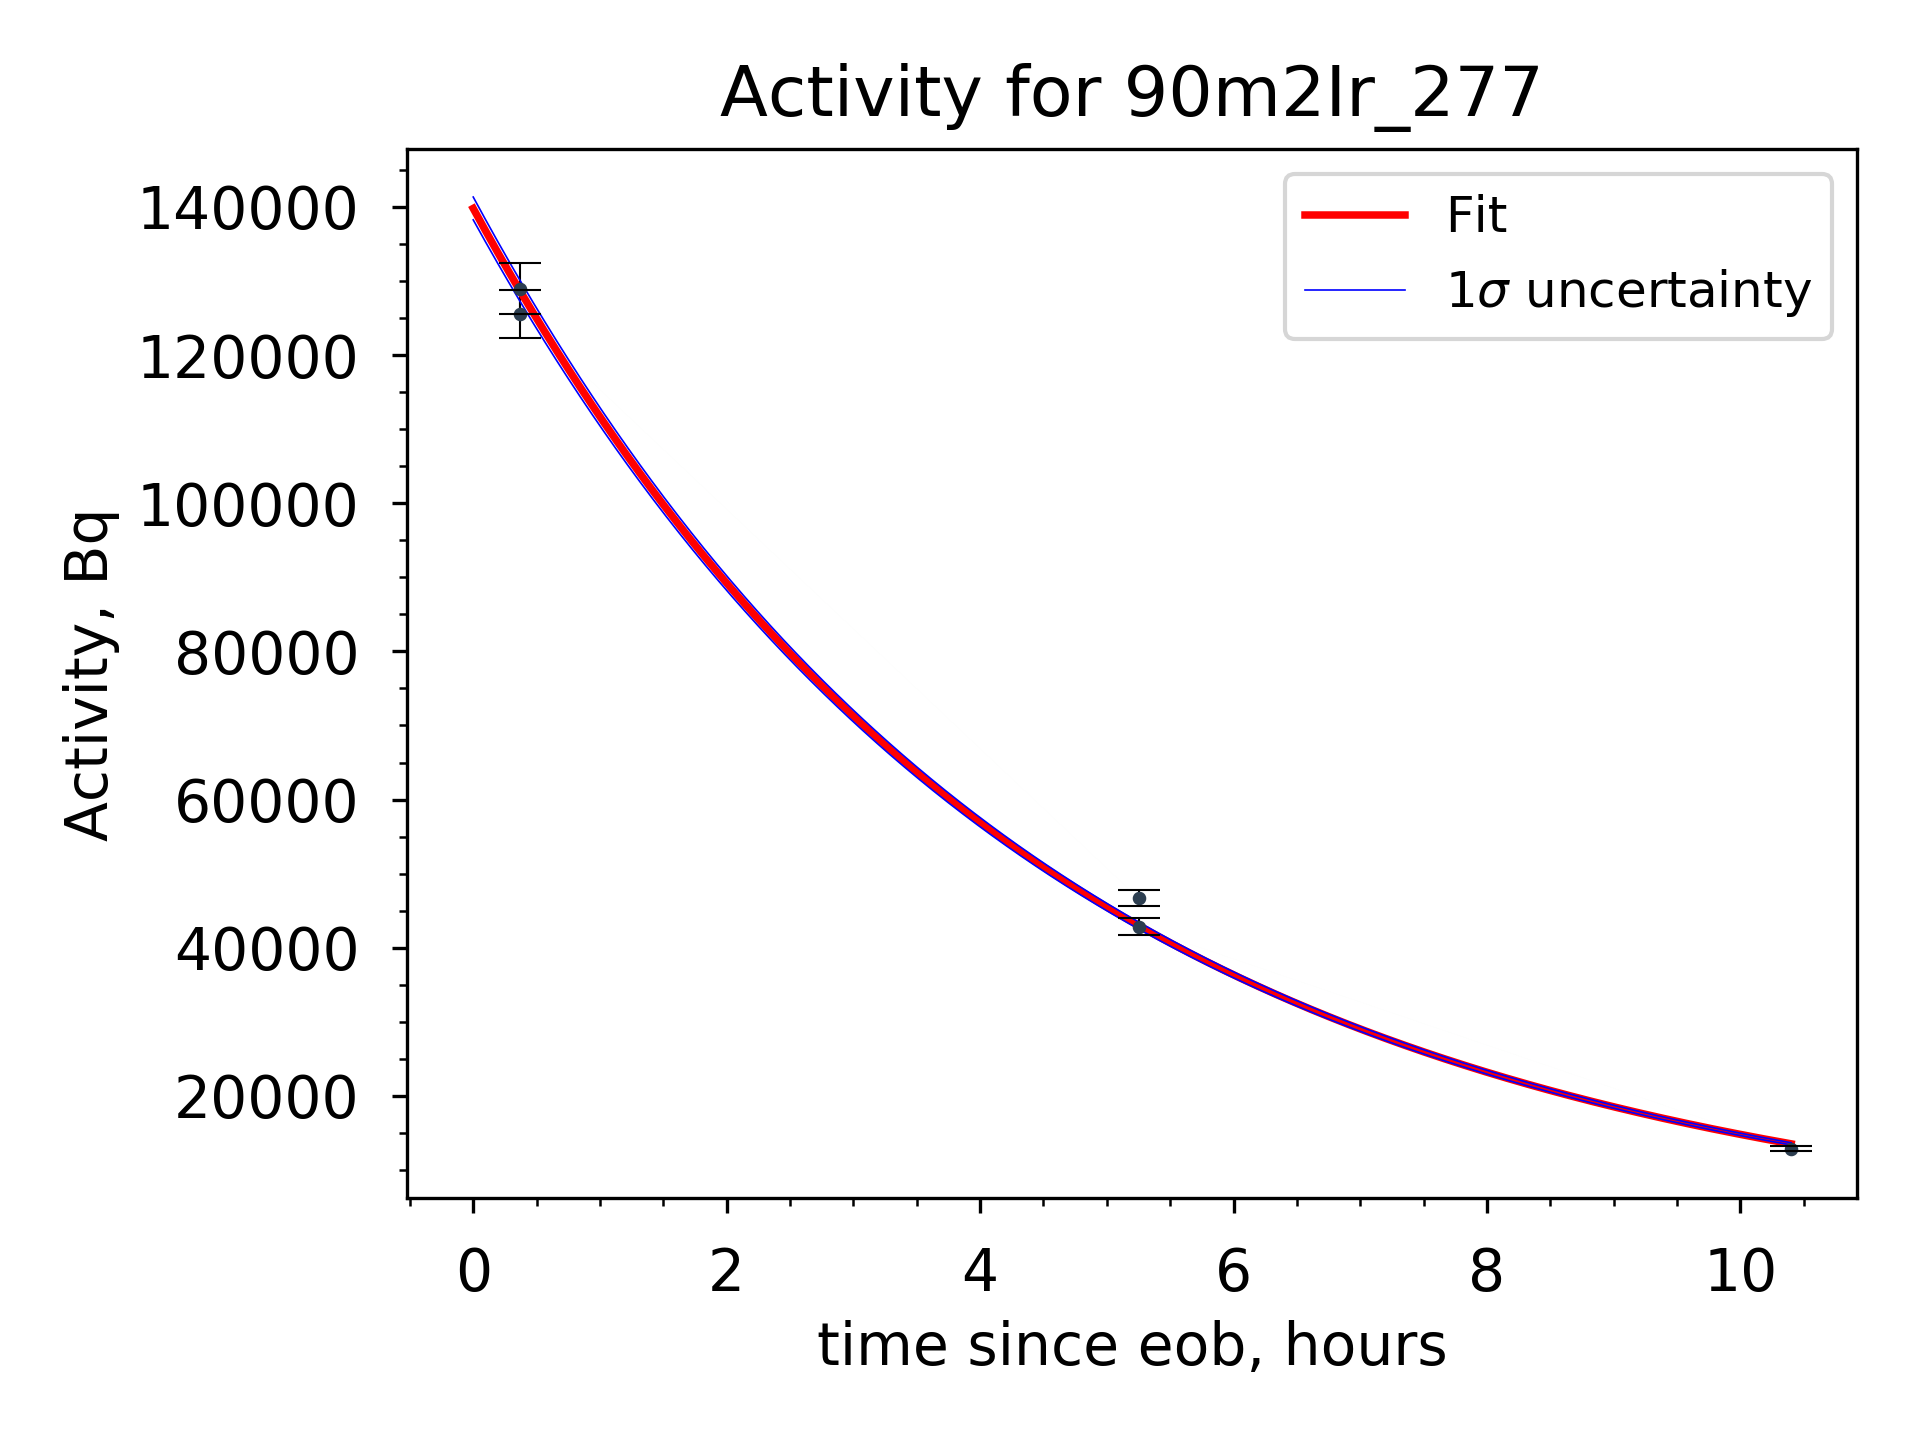 Activity for 90m2Ir_277
Fit
1σ uncertainty
140000
120000
100000
80000
60000
40000
20000
Activity, Bq
0 2 4 6 8 10
time since eob, hours